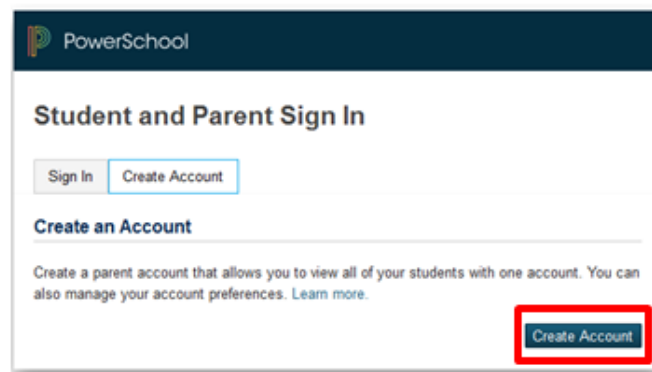 PowerSchool
Student and Parent Sign In
Sign In
Create Account
Create an Account
Create a parent account that allows you to view all of your students with one account. You can
also manage your account preferences. Learn more.
Create Account